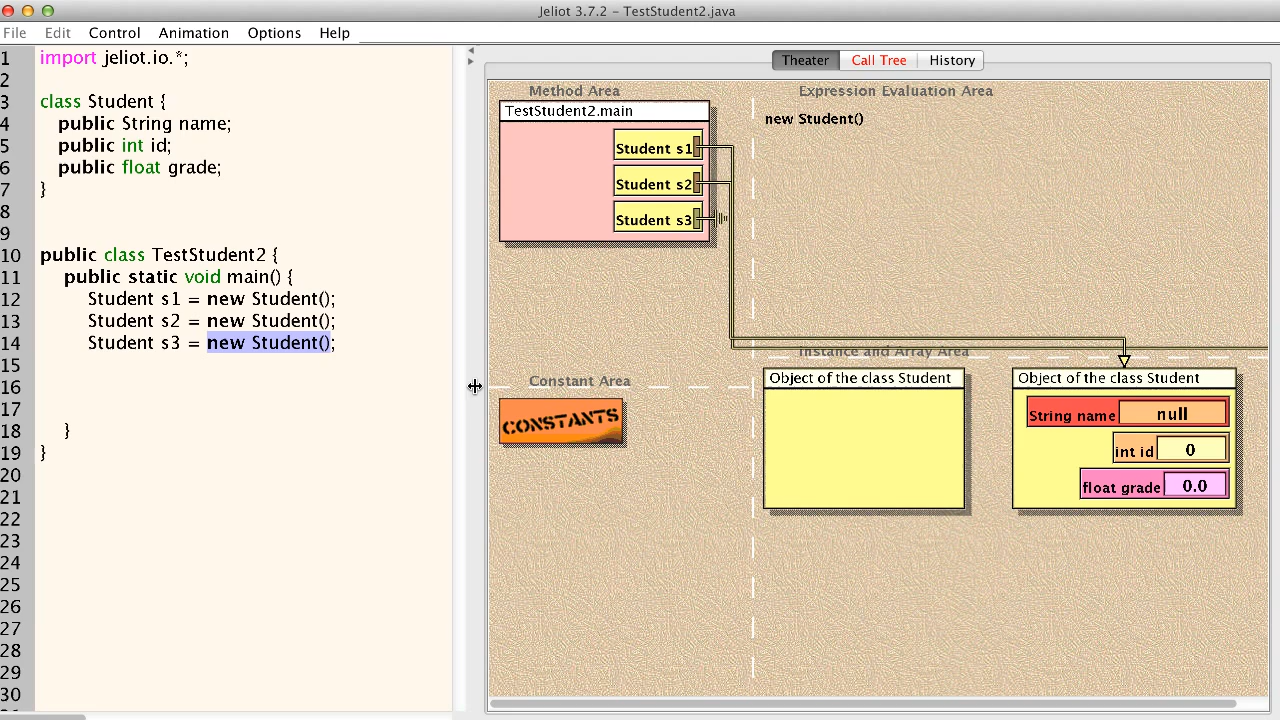 Jeliot 3.7.2 – TestStudent2.java
File Edit Control Animation Options Help
1 import jeliot.io.*;
2
3 class Student {
4 public String name;
5 public int id;
6 public float grade;
7 }
8
9
10 public class TestStudent2 {
11 public static void main() {
12 Student s1 = new Student();
13 Student s2 = new Student();
14 Student s3 = new Student();
15
16
17
18 }
19 }
20
21
22
23
24
25
26
27
28
29
30
Theater Call Tree History
Method Area
TestStudent2.main
Student s1
Student s2
Student s3
Expression Evaluation Area
new Student()
Constant Area
CONSTANTS
Instance and Array Area
Object of the class Student
Object of the class Student
String name null
int id 0
float grade 0.0